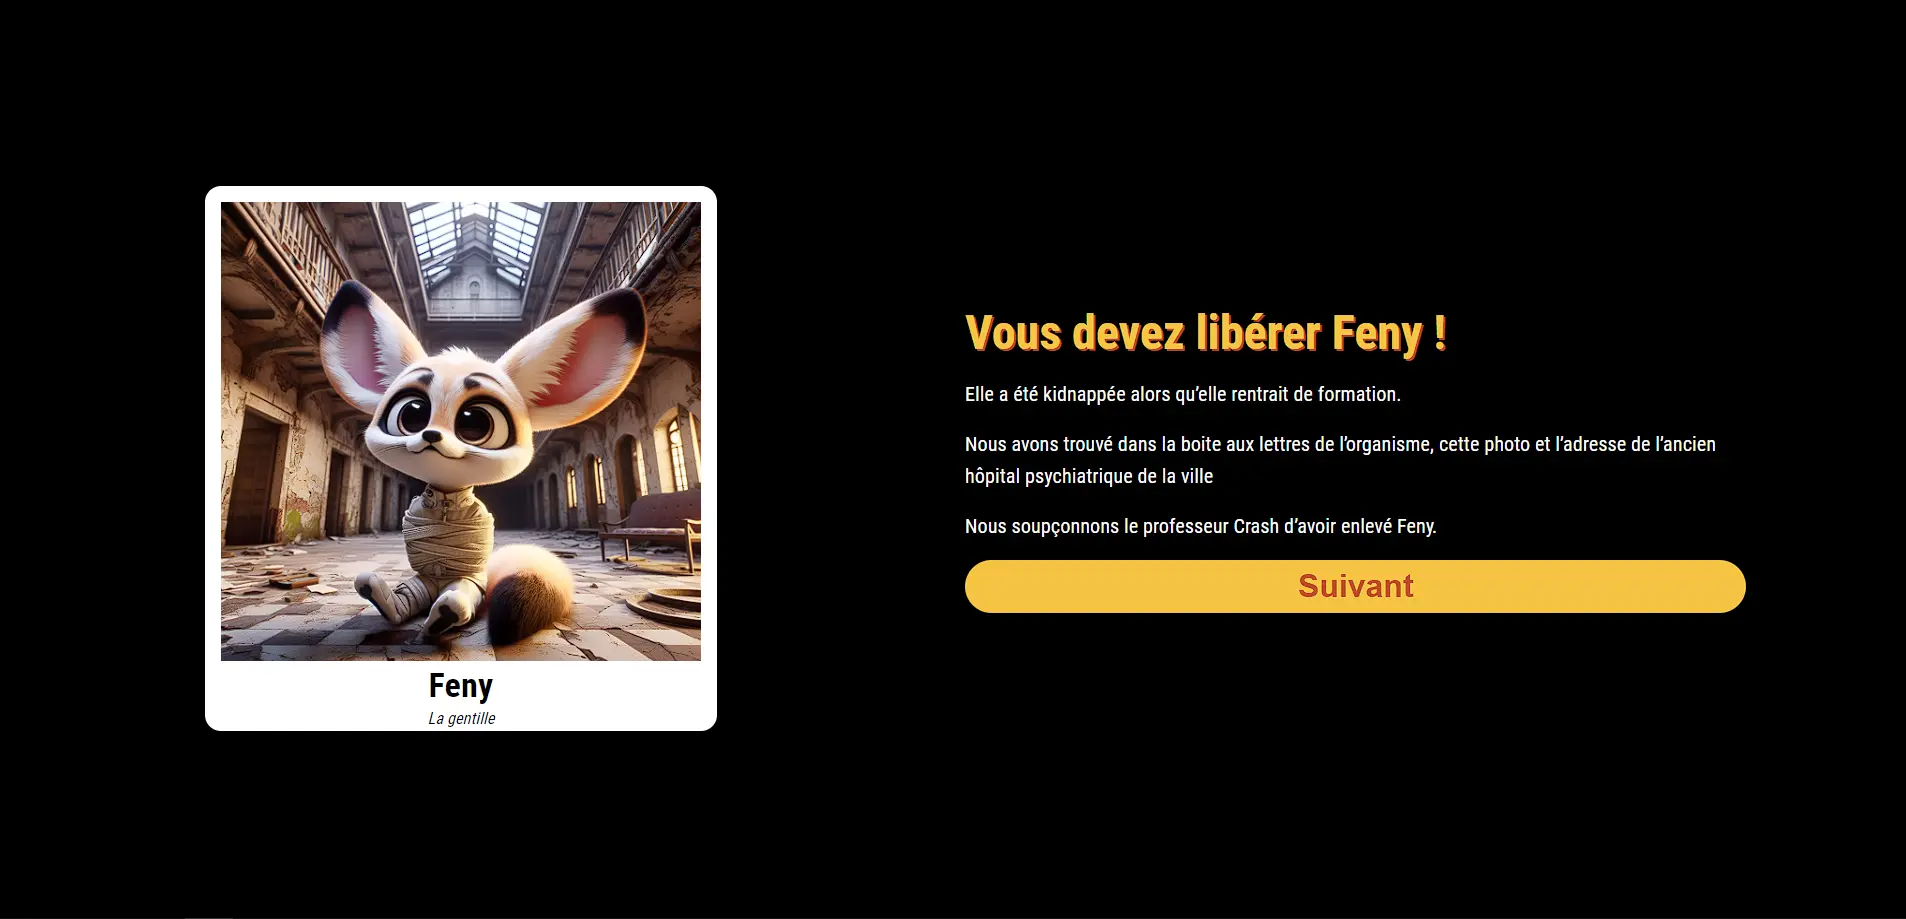 Vous devez libérer Feny !
Elle a été kidnappée alors qu’elle rentrait de formation.
Nous avons trouvé dans la boite aux lettres de l’organisme, cette photo et l’adresse de l’ancien
hôpital psychiatrique de la ville
Nous soupçonnons le professeur Crash d’avoir enlevé Feny.
Suivant
Feny
La gentille